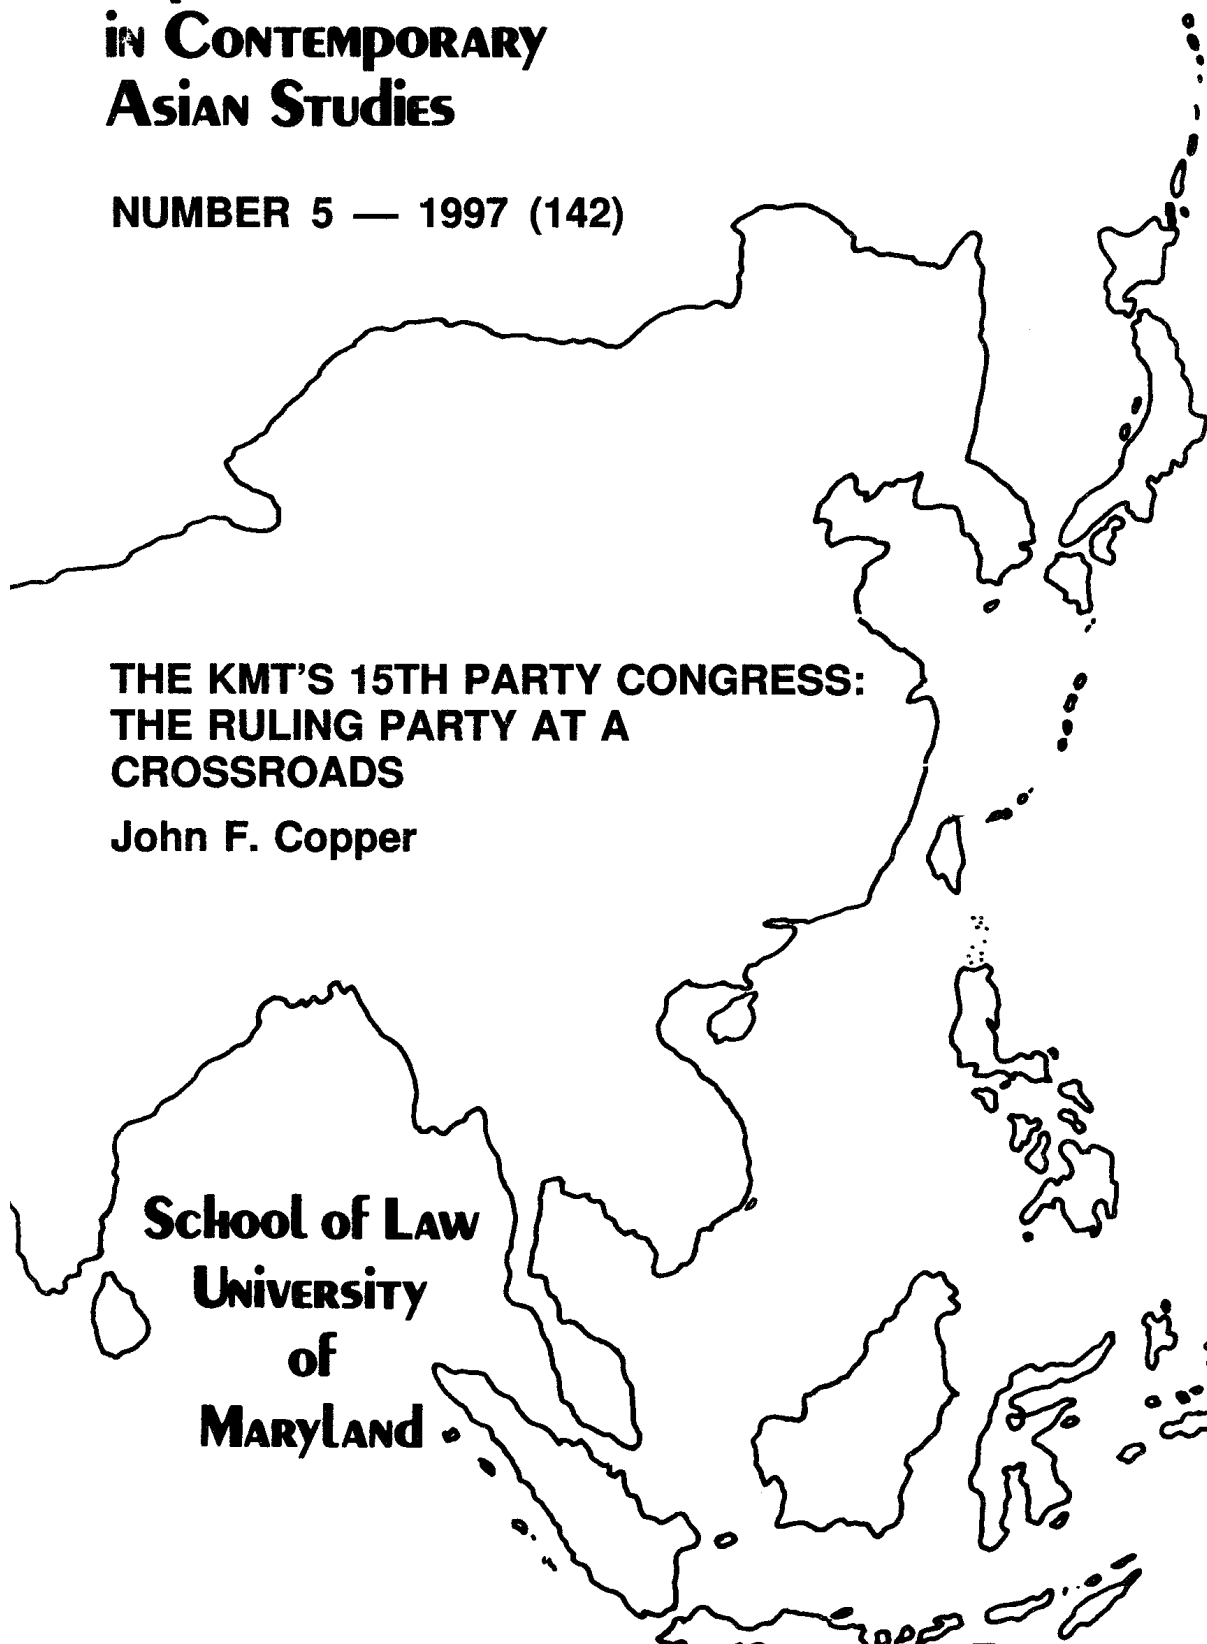 in Contemporary
Asian Studies
NUMBER 5 — 1997 (142)
THE KMT'S 15TH PARTY CONGRESS:
THE RULING PARTY AT A
CROSSROADS
John F. Copper
School of Law
University
of
Maryland